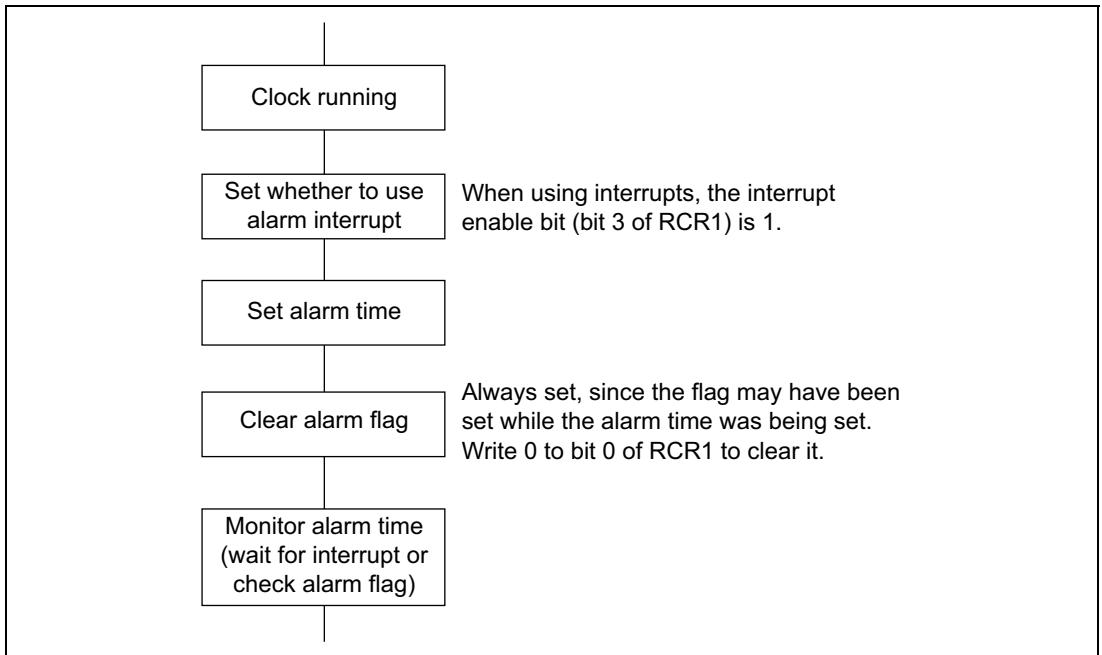 Clock running
Set whether to use
alarm interrupt
When using interrupts, the interrupt
enable bit (bit 3 of RCR1) is 1.
Set alarm time
Clear alarm flag
Always set, since the flag may have been
set while the alarm time was being set.
Write 0 to bit 0 of RCR1 to clear it.
Monitor alarm time
(wait for interrupt or
check alarm flag)